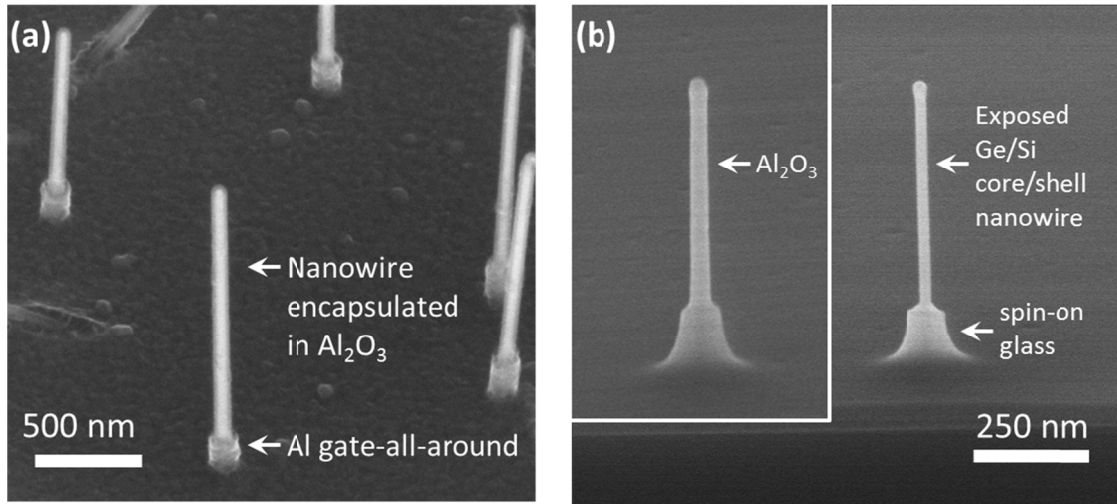 (a)
Nanowire
encapsulated
in Al₂O₃
500 nm
Al gate-all-around
(b)
Al₂O₃
Exposed
Ge/Si
core/shell
nanowire
spin-on
glass
250 nm